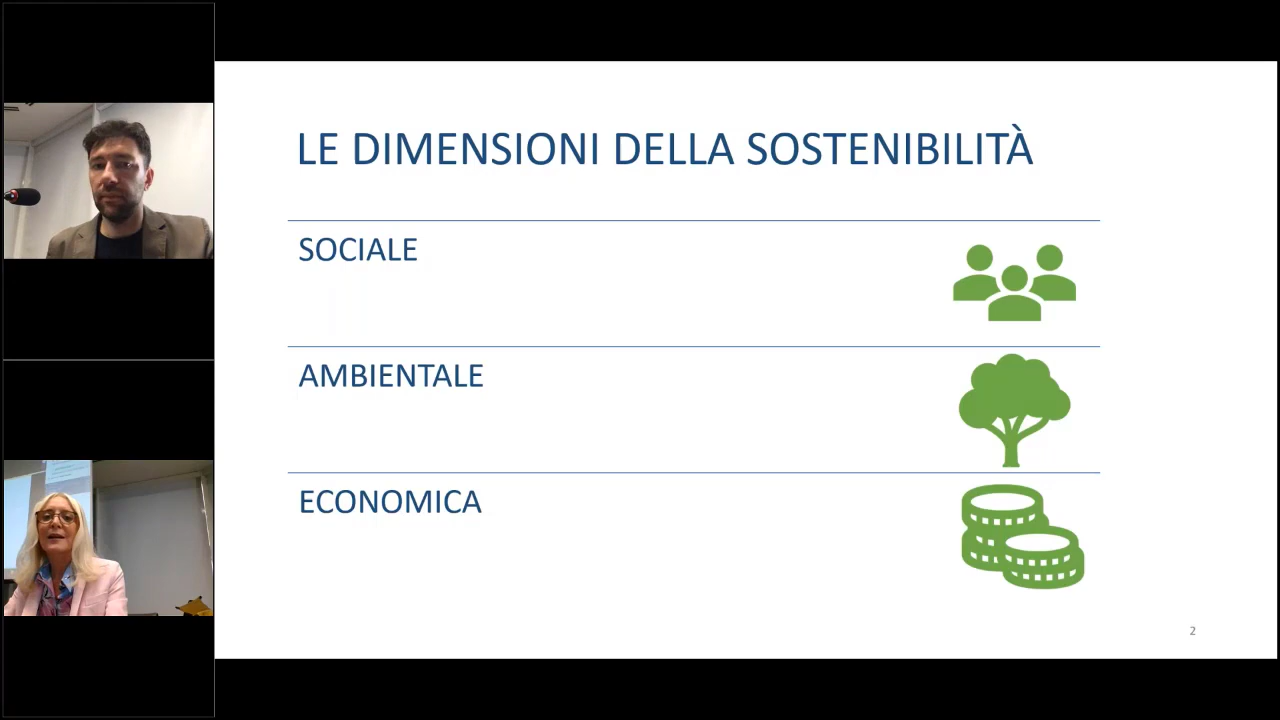 LE DIMENSIONI DELLA SOSTENIBILITÀ
SOCIALE
AMBIENTALE
ECONOMICA
2